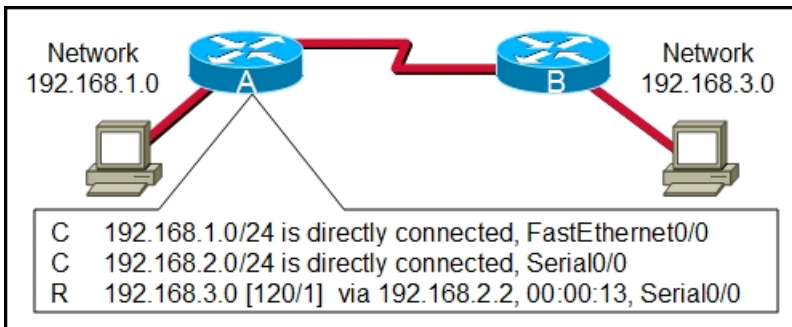 Network
192.168.1.0
A
B
Network
192.168.3.0
C 192.168.1.0/24 is directly connected, FastEthernet0/0
C 192.168.2.0/24 is directly connected, Serial0/0
R 192.168.3.0 [120/1] via 192.168.2.2, 00:00:13, Serial0/0